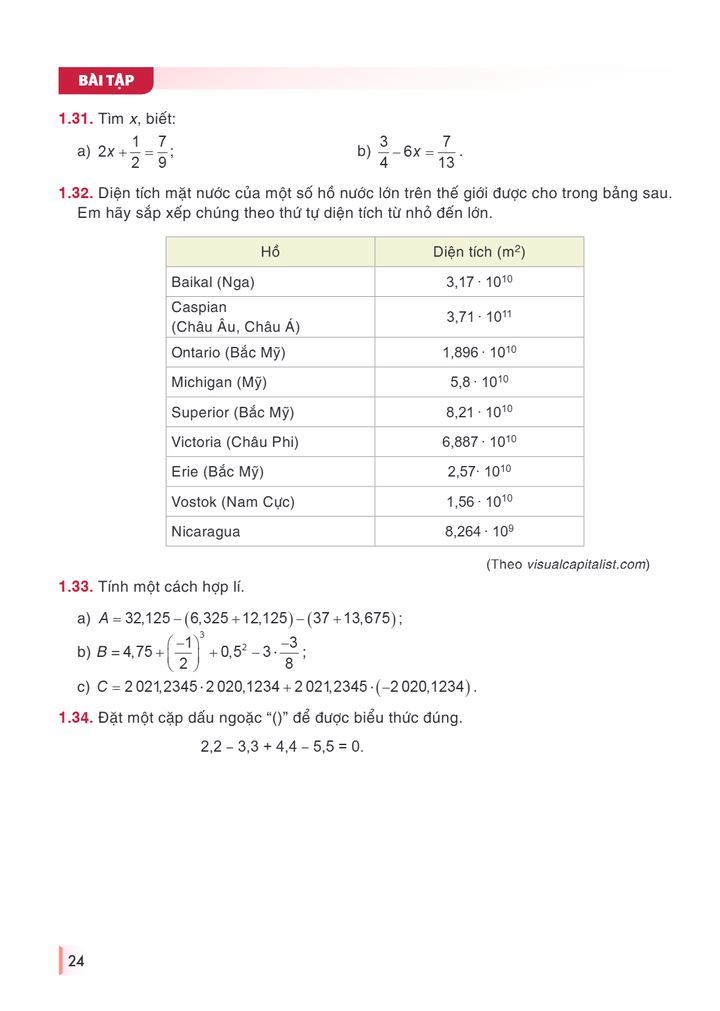 BÀI TẬP
1.31. Tìm x, biết:
a) 2x + 1/2 = 7/9;    b) 3/4 − 6x = 7/13.
1.32. Diện tích mặt nước của một số hồ nước lớn trên thế giới được cho trong bảng sau.
Em hãy sắp xếp chúng theo thứ tự diện tích từ nhỏ đến lớn.
Hồ    Diện tích (m²)
Baikal (Nga)    3,17 · 10¹⁰
Caspian
(Châu Âu, Châu Á)    3,71 · 10¹¹
Ontario (Bắc Mỹ)    1,896 · 10¹⁰
Michigan (Mỹ)    5,8 · 10¹⁰
Superior (Bắc Mỹ)    8,21 · 10¹⁰
Victoria (Châu Phi)    6,887 · 10¹⁰
Erie (Bắc Mỹ)    2,57· 10¹⁰
Vostok (Nam Cực)    1,56 · 10¹⁰
Nicaragua    8,264 · 10⁹
(Theo visualcapitalist.com)
1.33. Tính một cách hợp lí.
a) A = 32,125 − (6,325 + 12,125) − (37 + 13,675);
b) B = 4,75 + (−1/2)³ + 0,5² − 3 · −3/8;
c) C = 2 021,2345 · 2 020,1234 + 2 021,2345 · (−2 020,1234).
1.34. Đặt một cặp dấu ngoặc “()” để được biểu thức đúng.
2,2 − 3,3 + 4,4 − 5,5 = 0.
24